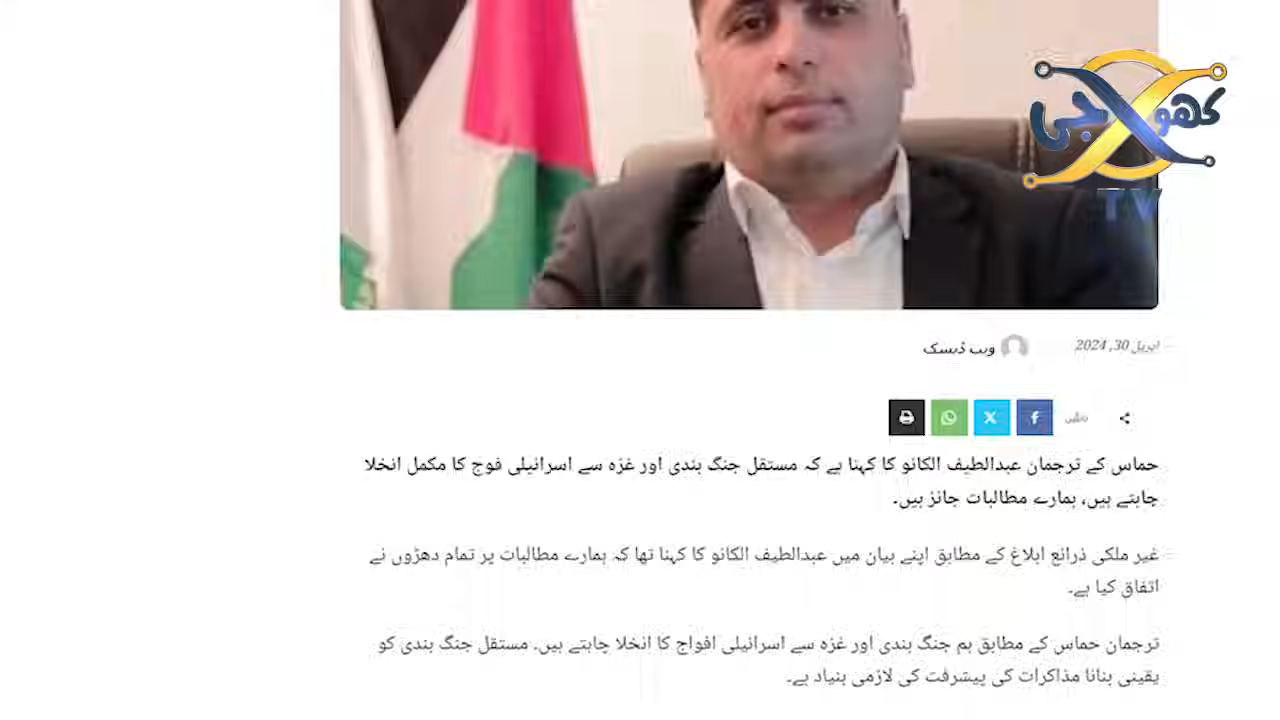 کھوجی
TV
اپریل 30, 2024
ویب ڈیسک
حماس کے ترجمان عبدالطیف الکانو کا کہنا ہے کہ مستقل جنگ بندی اور غزہ سے اسرائیلی فوج کا مکمل انخلا
چاہتے ہیں، ہمارے مطالبات جائز ہیں۔
غیر ملکی ذرائع ابلاغ کے مطابق اپنے بیان میں عبدالطیف الکانو کا کہنا تھا کہ ہمارے مطالبات پر تمام دھڑوں نے
اتفاق کیا ہے۔
ترجمان حماس کے مطابق ہم جنگ بندی اور غزہ سے اسرائیلی افواج کا انخلا چاہتے ہیں۔ مستقل جنگ بندی کو
یقینی بنانا مذاکرات کی پیشرفت کی لازمی بنیاد ہے۔